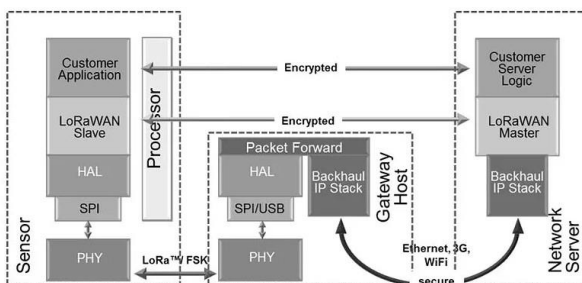 Customer
Application
LoRaWAN
Slave
HAL
SPI
PHY
Sensor
Processor
Encrypted
Encrypted
LoRa™/ FSK
Packet Forward
HAL
SPI/USB
PHY
Backhaul
IP Stack
Gateway
Host
Ethernet, 3G,
WiFi
secure
Customer
Server
Logic
LoRaWAN
Master
Backhaul
IP Stack
Network
Server